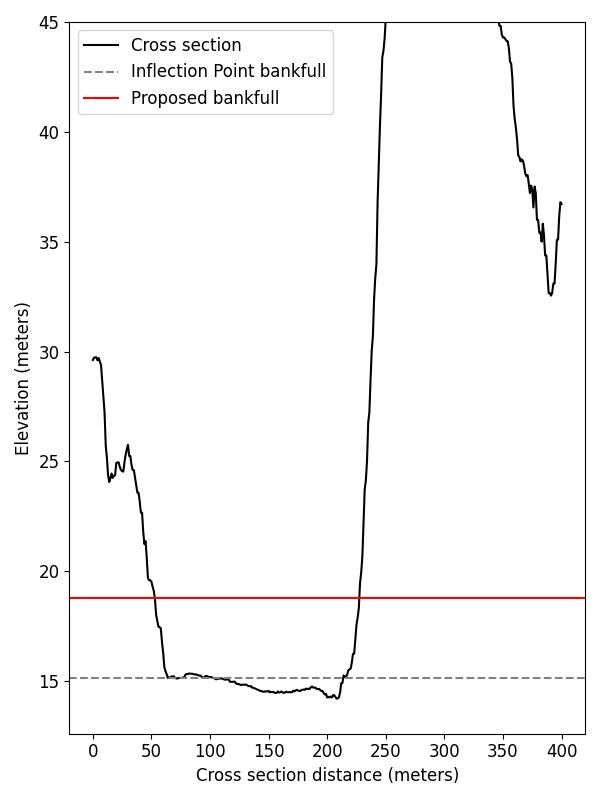 45
Cross section
Inflection Point bankfull
Proposed bankfull
40
35
30
25
20
15
Elevation (meters)
0 50 100 150 200 250 300 350 400
Cross section distance (meters)